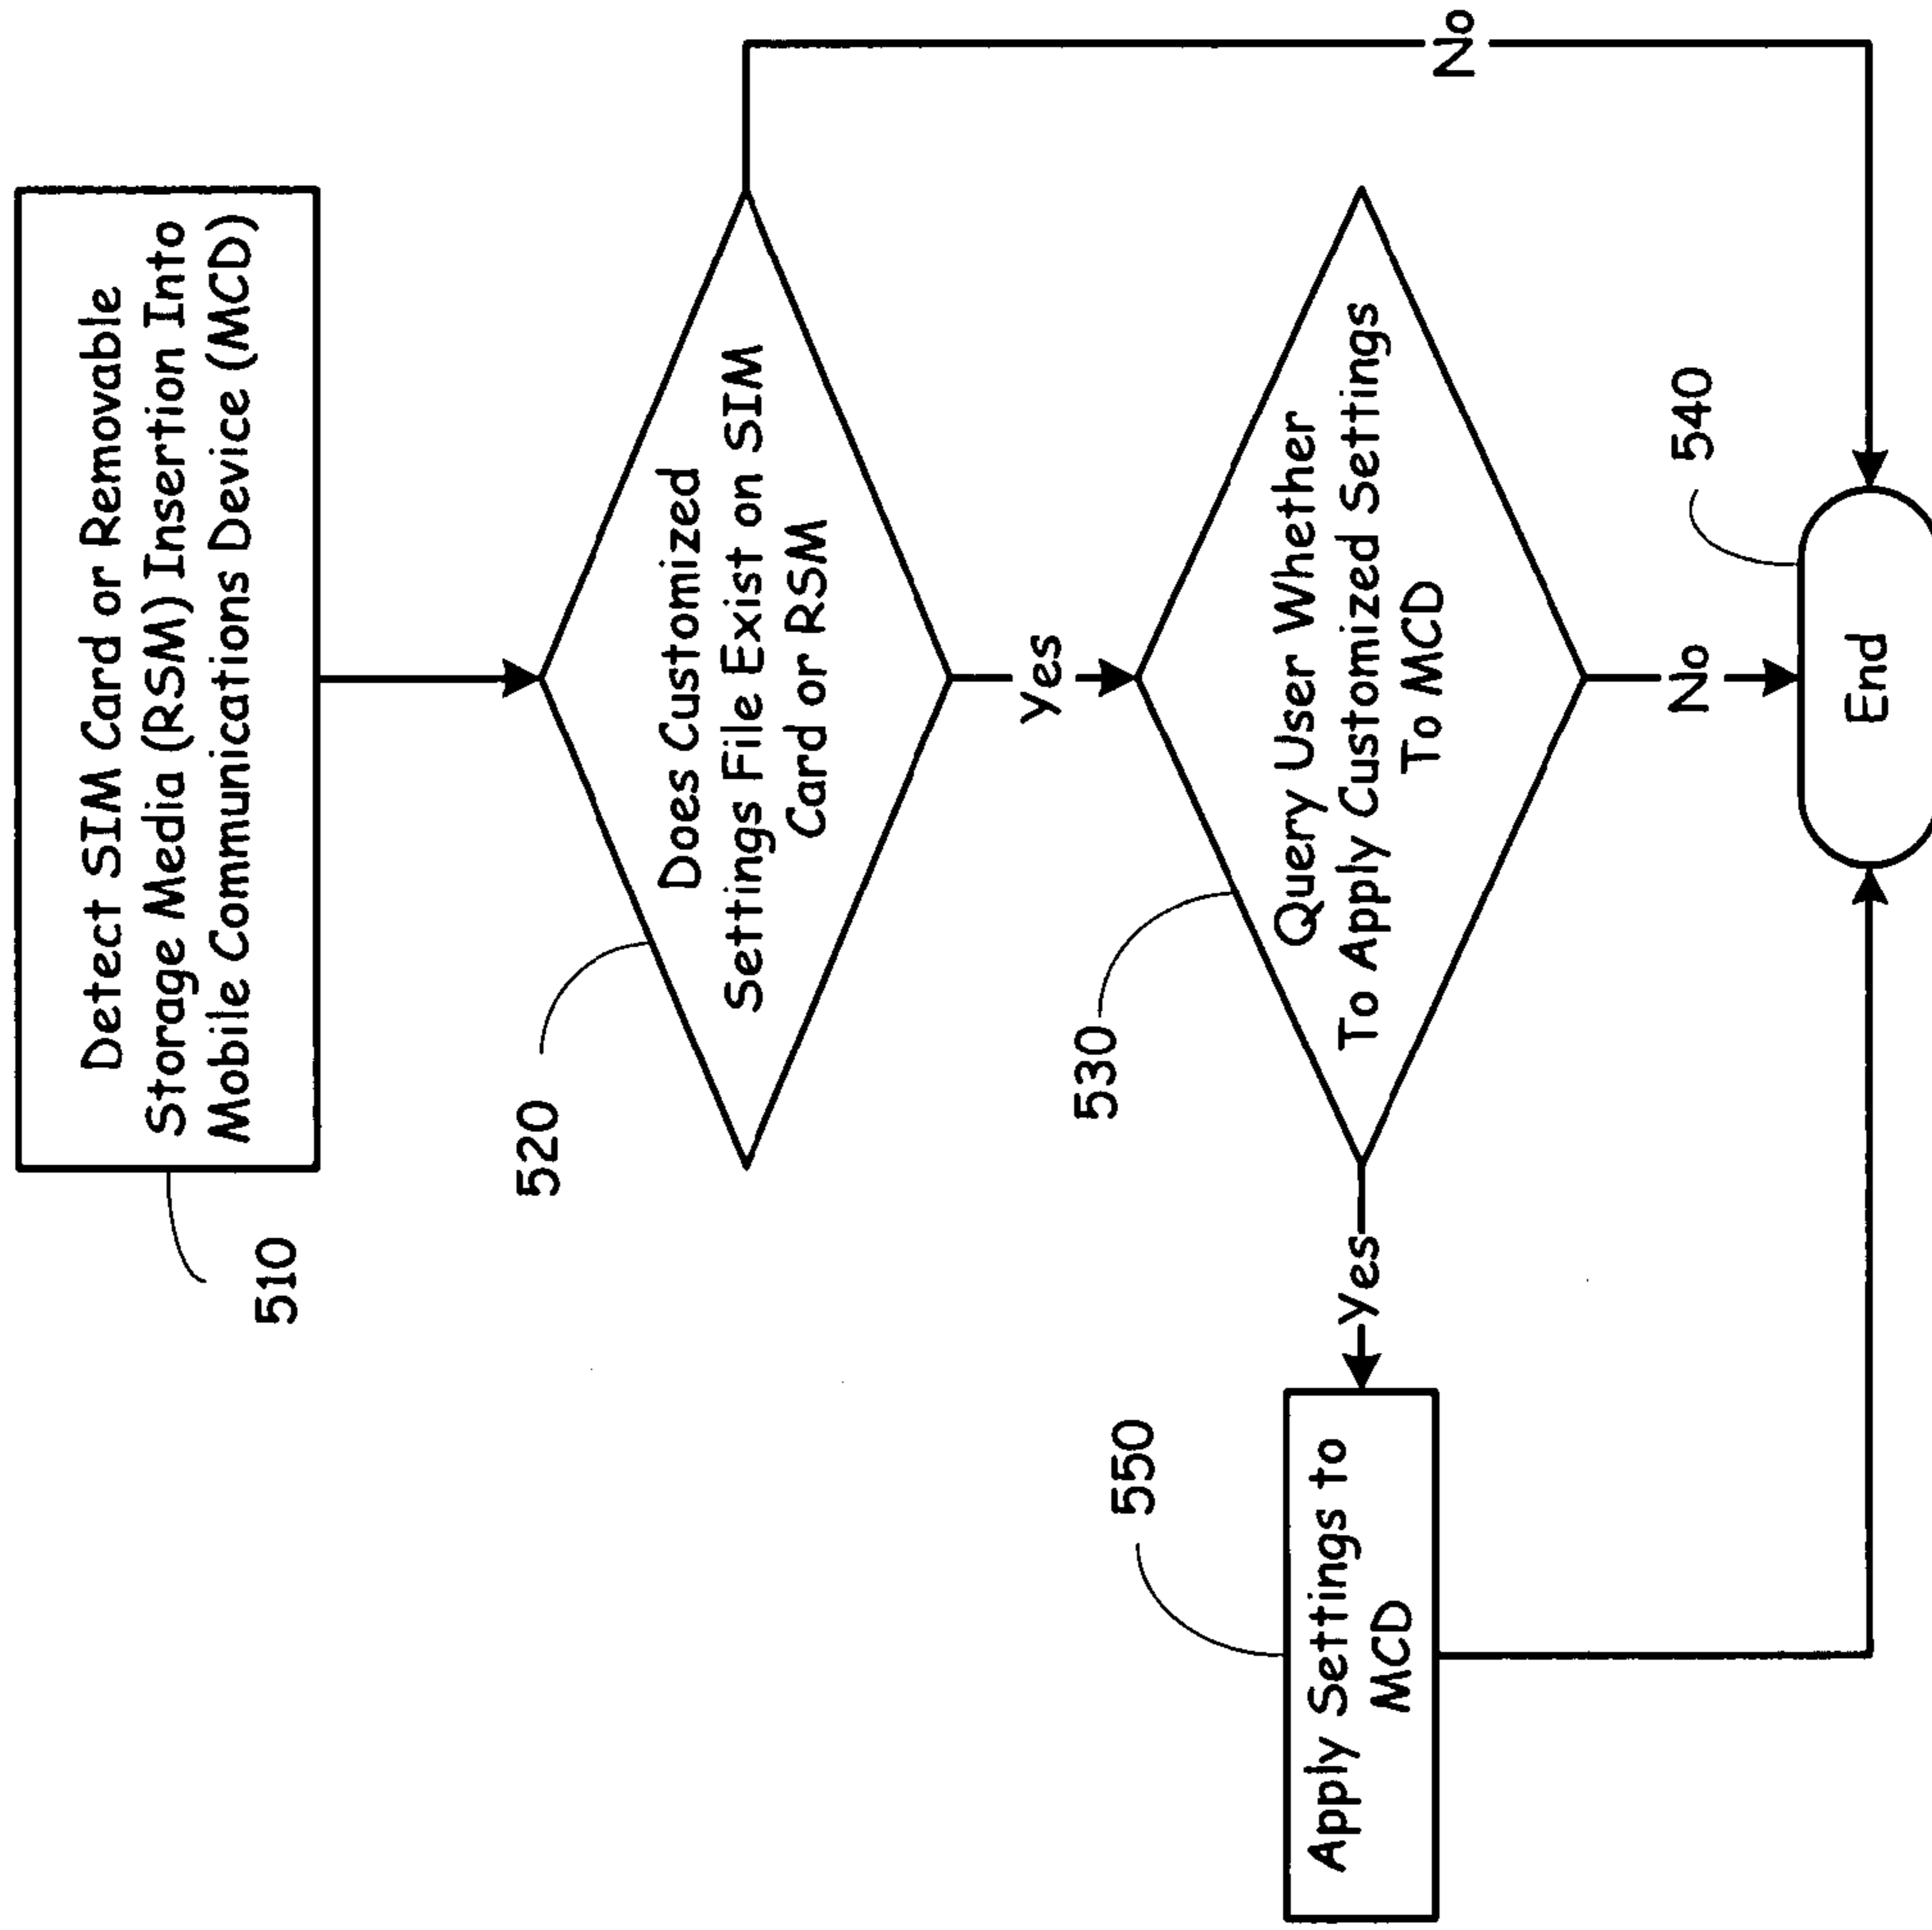 Detect SIM Card or Removable
Storage Media (RSM) Insertion Into
Mobile Communications Device (MCD)
510
Does Customized
Settings File Exist on SIM
Card or RSM
520
No
Yes
Query User Whether
To Apply Customized Settings
To MCD
530
Yes
No
Apply Settings to
MCD
550
End
540